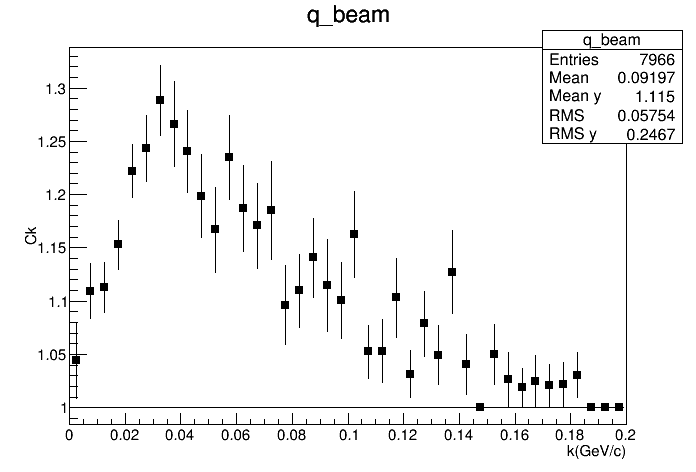 q_beam
q_beam
Entries 7966
Mean 0.09197
Mean y 1.115
RMS 0.05754
RMS y 0.2467
Ck
1.3
1.25
1.2
1.15
1.1
1.05
1
0 0.02 0.04 0.06 0.08 0.1 0.12 0.14 0.16 0.18 0.2
k(GeV/c)